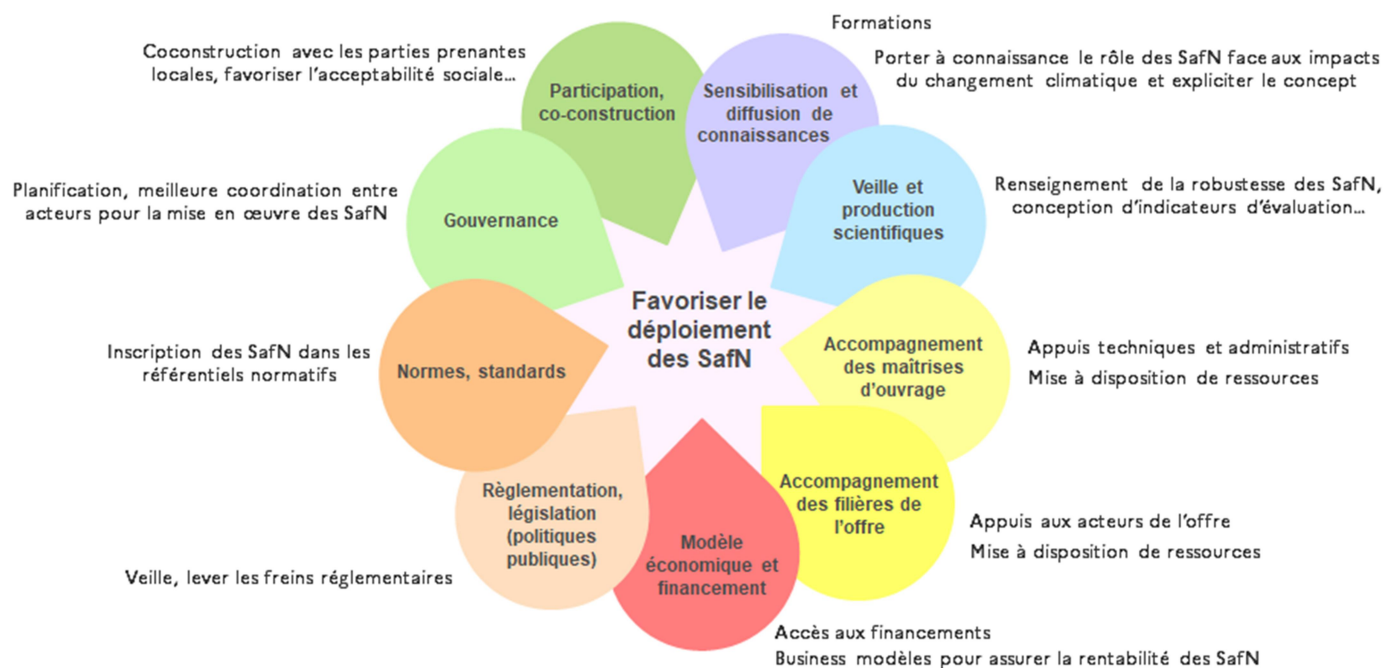 Formations
Coconstruction avec les parties prenantes
locales, favoriser l'acceptabilité sociale...
Porter à connaissance le rôle des SafN face aux impacts
du changement climatique et expliciter le concept
Participation,
co-construction
Sensibilisation et
diffusion de
connaissances
Planification, meilleure coordination entre
acteurs pour la mise en œuvre des SafN
Gouvernance
Veille et
production
scientifiques
Renseignement de la robustesse des SafN,
conception d'indicateurs d'évaluation...
Favoriser le
déploiement
des SafN
Inscription des SafN dans les
référentiels normatifs
Normes, standards
Accompagnement
des maîtrises
d'ouvrage
Appuis techniques et administratifs
Mise à disposition de ressources
Règlementation,
législation
(politiques
publiques)
Veille, lever les freins réglementaires
Modèle
économique et
financement
Accompagnement
des filières de
l'offre
Appuis aux acteurs de l'offre
Mise à disposition de ressources
Accès aux financements
Business modèles pour assurer la rentabilité des SafN